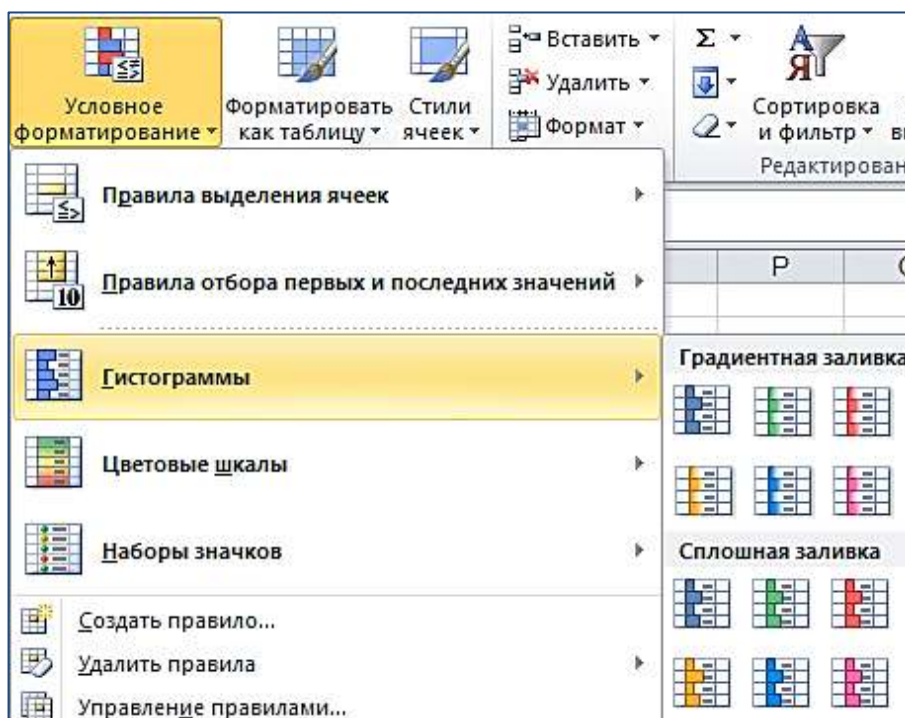 Вставить
Σ
Удалить
Условное форматирование
Форматировать как таблицу
Стили ячеек
Формат
Сортировка и фильтр
Правила выделения ячеек
Правила отбора первых и последних значений
10
P
Гистограммы
Градиентная заливка
Цветовые шкалы
Наборы значков
Сплошная заливка
Создать правило...
Удалить правила
Управление правилами...